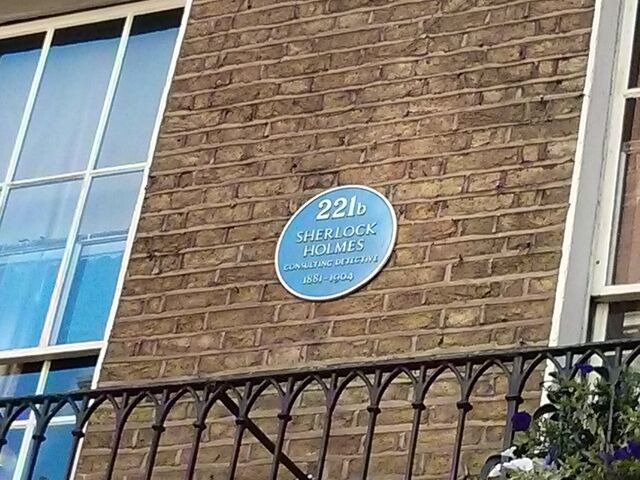 221b
SHERLOCK
HOLMES
CONSULTING DETECTIVE
1881-1904